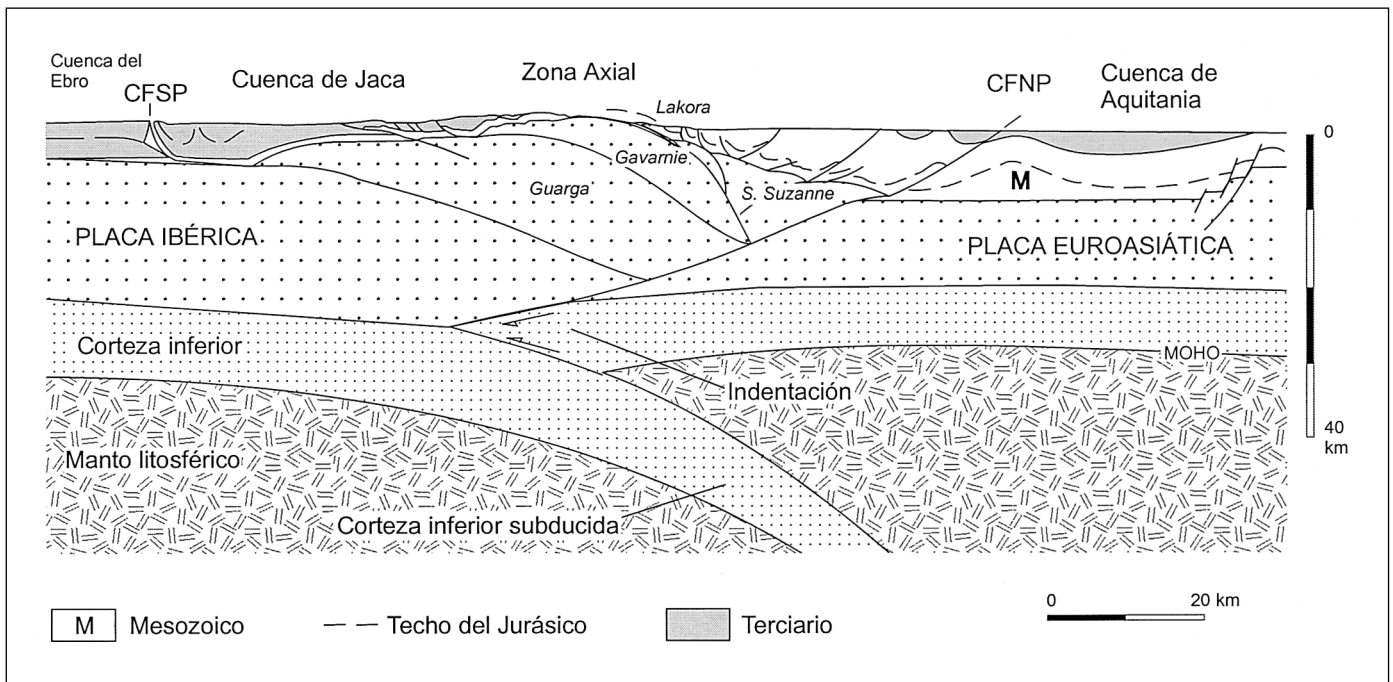 Cuenca del
Ebro
CFSP
Cuenca de Jaca
Zona Axial
Lakora
CFNP
Cuenca de
Aquitania
0
Gavarnie
Guarga
S. Suzanne
M
PLACA IBÉRICA
PLACA EUROASIÁTICA
Corteza inferior
MOHO
Indentación
40
km
Manto litosférico
Corteza inferior subducida
0 20 km
M Mesozoico
Techo del Jurásico
Terciario